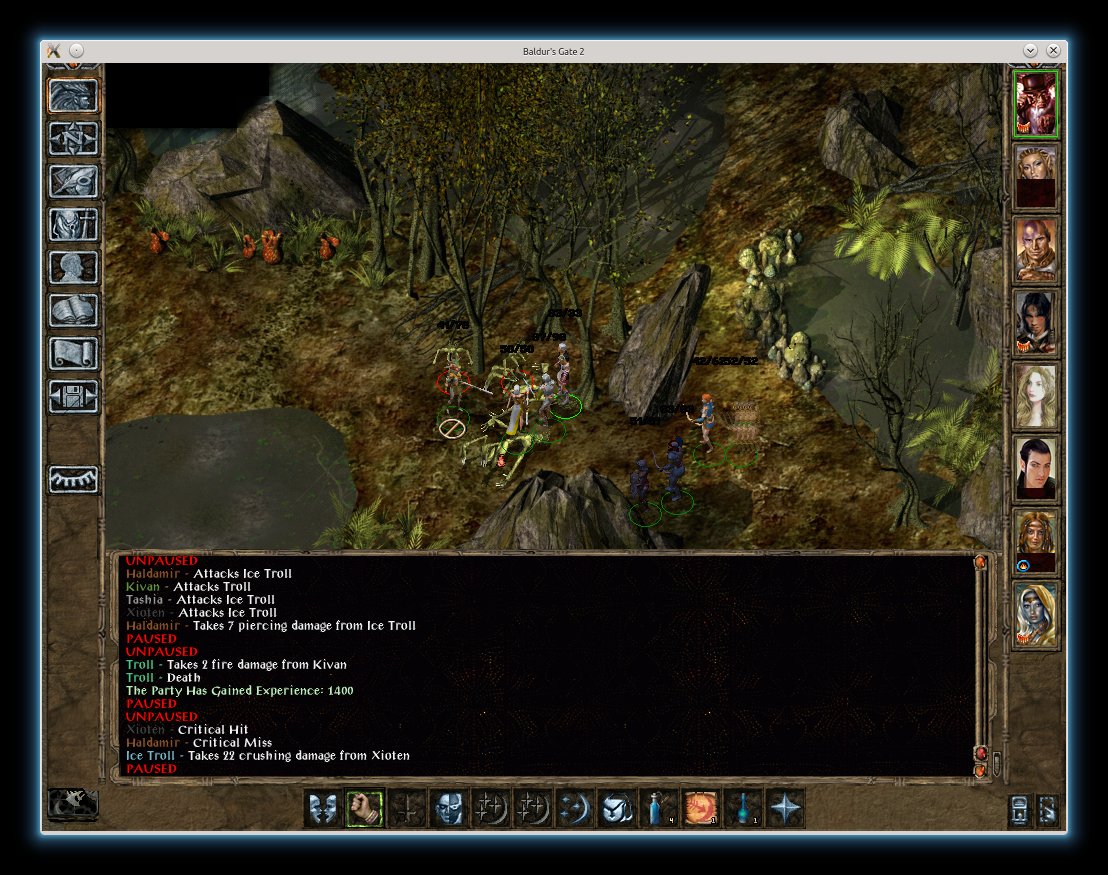 Baldur's Gate 2
UNPAUSED
Haldamir - Attacks Ice Troll
Kivan - Attacks Troll
Tashia - Attacks Ice Troll
Xioten - Attacks Ice Troll
Haldamir - Takes 7 piercing damage from Ice Troll
PAUSED
UNPAUSED
Troll - Takes 2 fire damage from Kivan
Troll - Death
The Party Has Gained Experience: 1400
PAUSED
UNPAUSED
Xioten - Critical Hit
Haldamir - Critical Miss
Ice Troll - Takes 22 crushing damage from Xioten
PAUSED